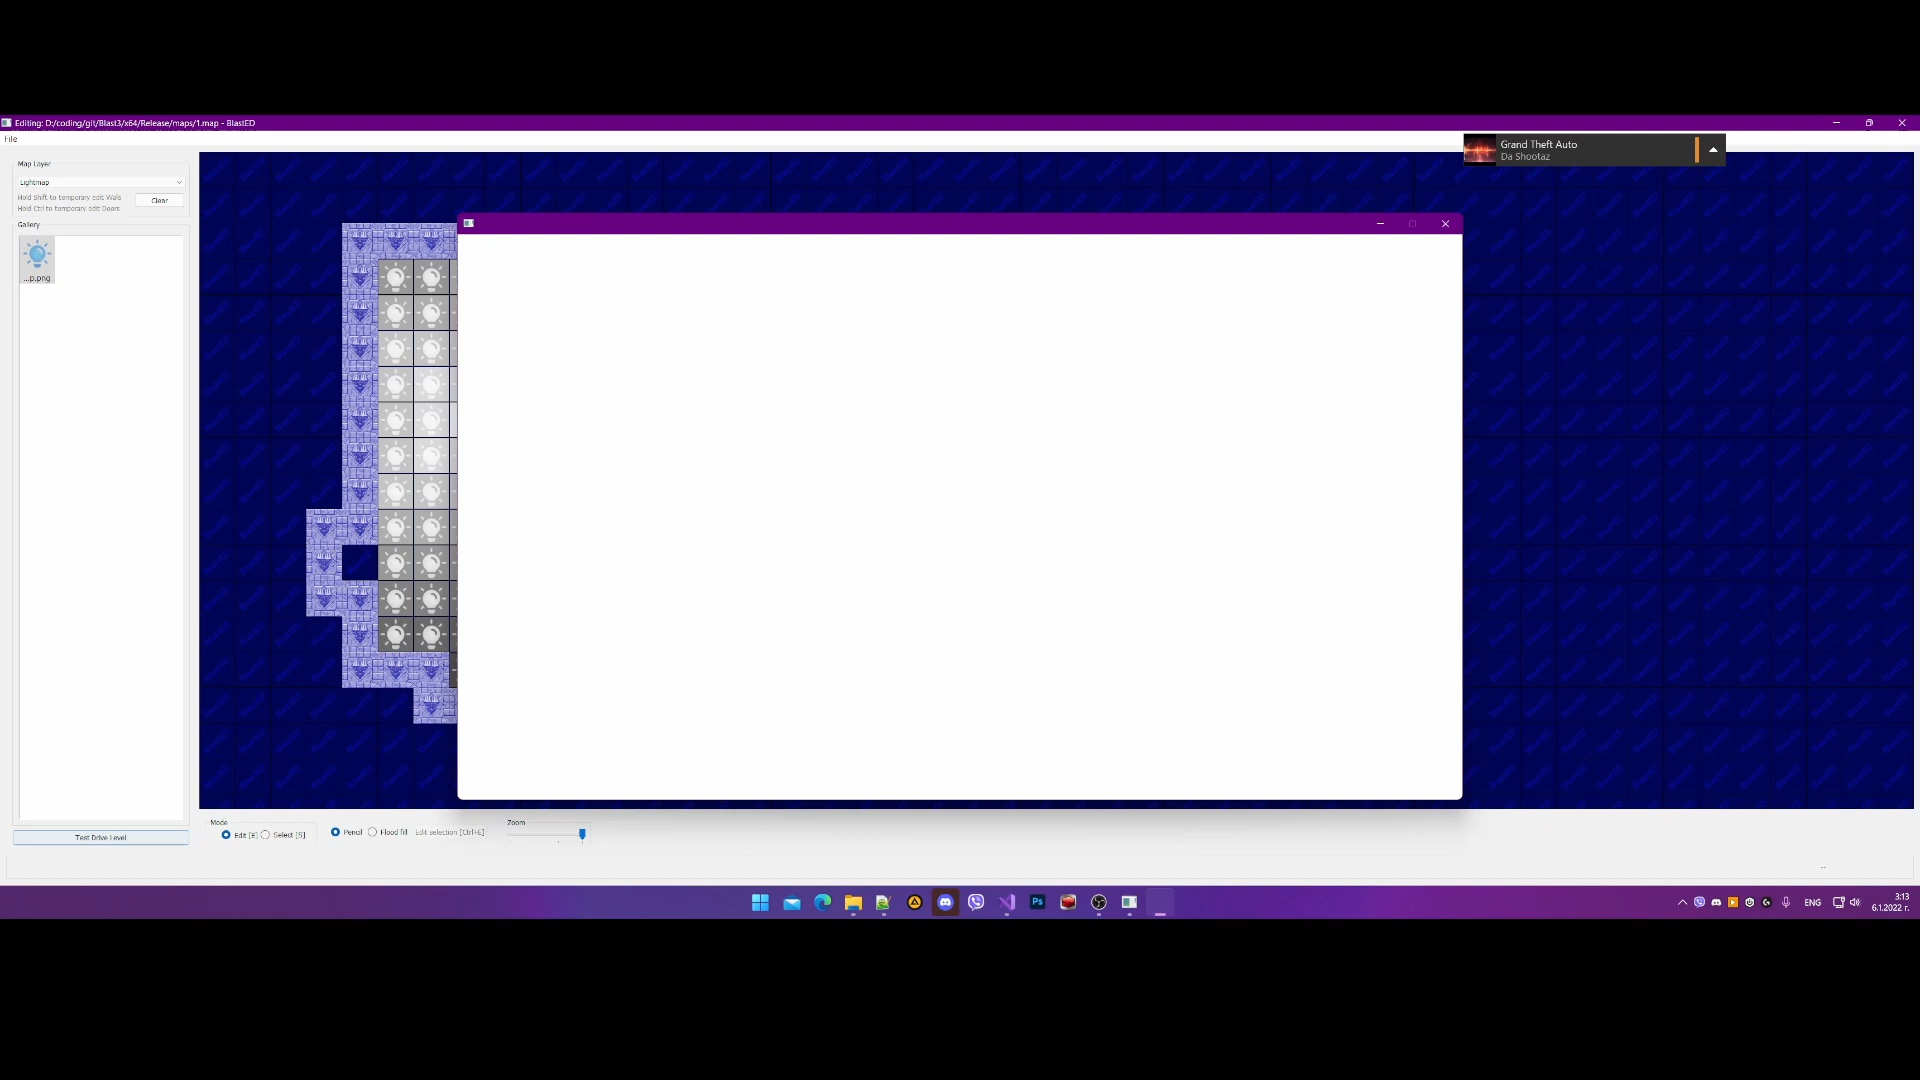 Editing: D:/coding/git/Blast3/x64/Release/maps/1.map - BlastED
File
Grand Theft Auto
Da Shootaz
Map Layer
Lightmap
Hold Shift to temporary edit Walls
Hold Ctrl to temporary edit Doors
Clear
Gallery
...p.png
Test Drive Level
Mode
Edit [E]
Select [S]
Pencil
Flood fill
Edit selection [Ctrl+E]
Zoom
--
Ps
ENG
3:13
6.1.2022 г.